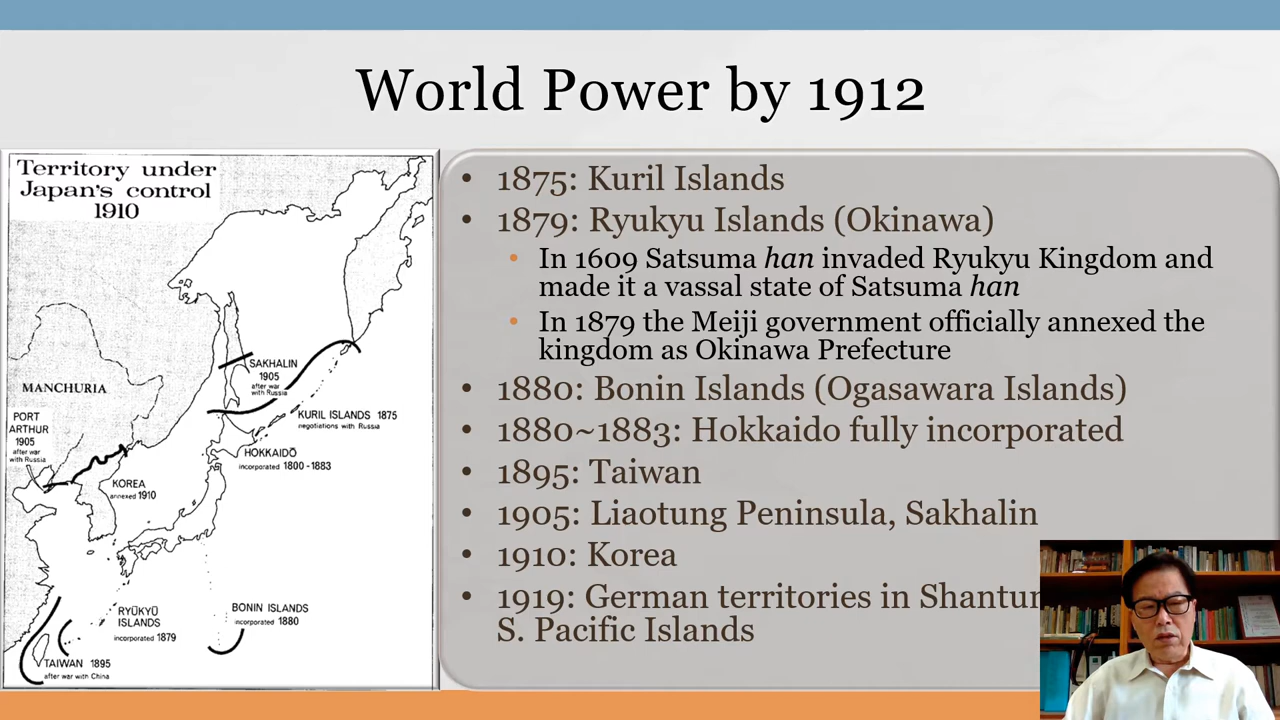 World Power by 1912
Territory under
Japan's control
1910
MANCHURIA
PORT
ARTHUR
1905
after war
with Russia
SAKHALIN
1905
after war
with Russia
KURIL ISLANDS 1875
negotiations with Russia
HOKKAIDŌ
incorporated 1800-1883
KOREA
annexed 1910
RYŪKYŪ
ISLANDS
incorporated 1879
BONIN ISLANDS
incorporated 1880
TAIWAN 1895
after war with China
• 1875: Kuril Islands
• 1879: Ryukyu Islands (Okinawa)
• In 1609 Satsuma han invaded Ryukyu Kingdom and
made it a vassal state of Satsuma han
• In 1879 the Meiji government officially annexed the
kingdom as Okinawa Prefecture
• 1880: Bonin Islands (Ogasawara Islands)
• 1880~1883: Hokkaido fully incorporated
• 1895: Taiwan
• 1905: Liaotung Peninsula, Sakhalin
• 1910: Korea
• 1919: German territories in
S. Pacific Islands